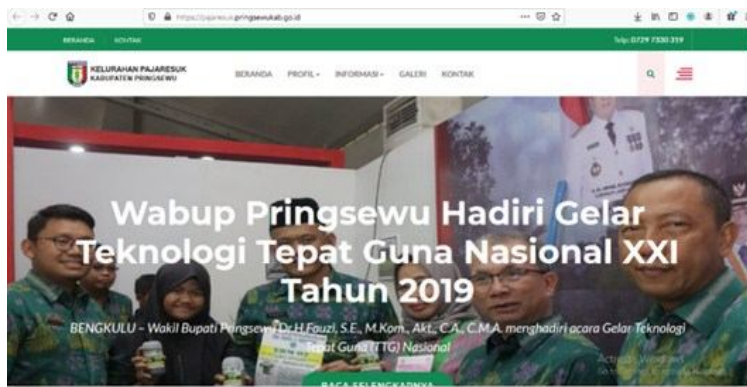 https://pajaresuk.pringsewukab.go.id
BERANDA KONTAK
Telp: 0729 7330 319
KELURAHAN PAJARESUK
KABUPATEN PRINGSEWU
BERANDA PROFIL INFORMASI GALERI KONTAK
Wabup Pringsewu Hadiri Gelar
Teknologi Tepat Guna Nasional XXI
Tahun 2019
BENGKULU – Wakil Bupati Pringsewu Dr.H.Fauzi, S.E., M.Kom., Akt., C.A., C.M.A. menghadiri acara Gelar Teknologi
Tepat Guna (TTG) Nasional
Activate Windows
BACA SELENGKAPNYA